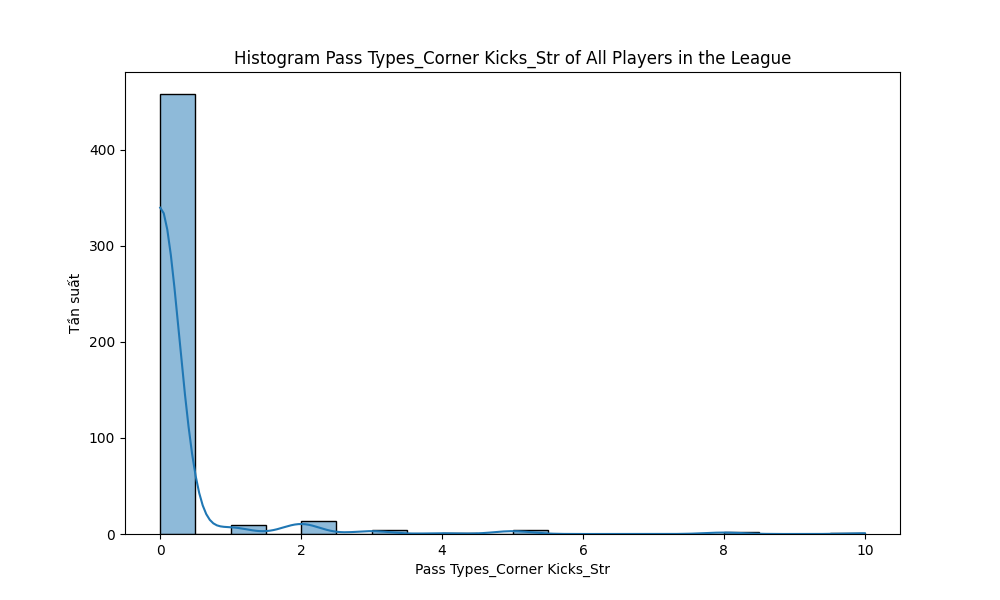 Histogram Pass Types_Corner Kicks_Str of All Players in the League
400
300
200
100
0
Tần suất
0 2 4 6 8 10
Pass Types_Corner Kicks_Str